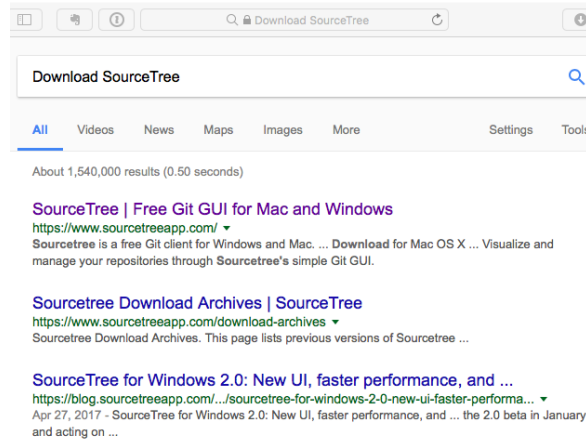 Download SourceTree
Download SourceTree
All Videos News Maps Images More Settings Tools
About 1,540,000 results (0.50 seconds)
SourceTree | Free Git GUI for Mac and Windows
https://www.sourcetreeapp.com/
Sourcetree is a free Git client for Windows and Mac. ... Download for Mac OS X ... Visualize and
manage your repositories through Sourcetree's simple Git GUI.
Sourcetree Download Archives | SourceTree
https://www.sourcetreeapp.com/download-archives
Sourcetree Download Archives. This page lists previous versions of Sourcetree ...
SourceTree for Windows 2.0: New UI, faster performance, and ...
https://blog.sourcetreeapp.com/.../sourcetree-for-windows-2-0-new-ui-faster-performa...
Apr 27, 2017 - SourceTree for Windows 2.0: New UI, faster performance, and ... the 2.0 beta in January
and acting on ...